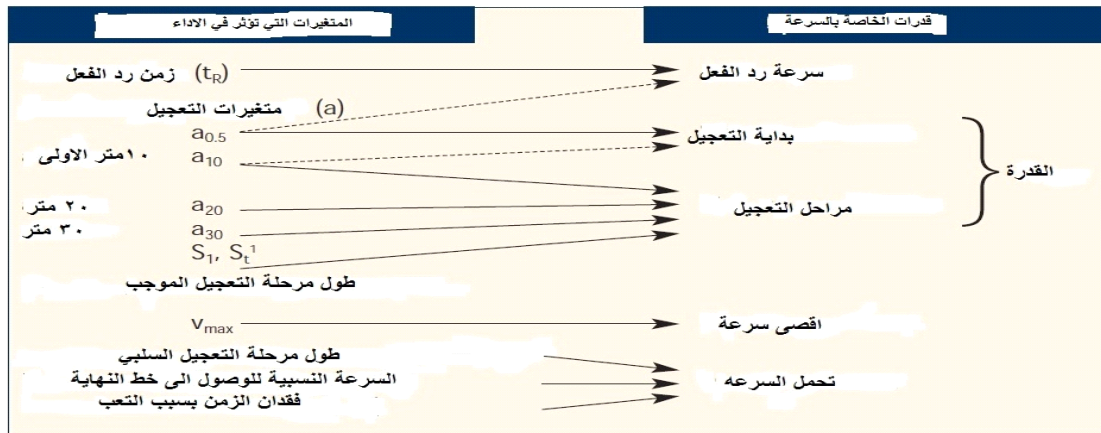 قدرات الخاصة بالسرعة
المتغيرات التي تؤثر في الاداء
سرعة رد الفعل
زمن رد الفعل (tR)
متغيرات التعجيل (a)
بداية التعجيل
a0.5
١٠متر الاولى a10
القدرة
مراحل التعجيل
٢٠ متر a20
٣٠ متر a30
S1, St1
طول مرحلة التعجيل الموجب
اقصى سرعة
vmax
طول مرحلة التعجيل السلبي
تحمل السرعه
السرعة النسبية للوصول الى خط النهاية
فقدان الزمن بسبب التعب